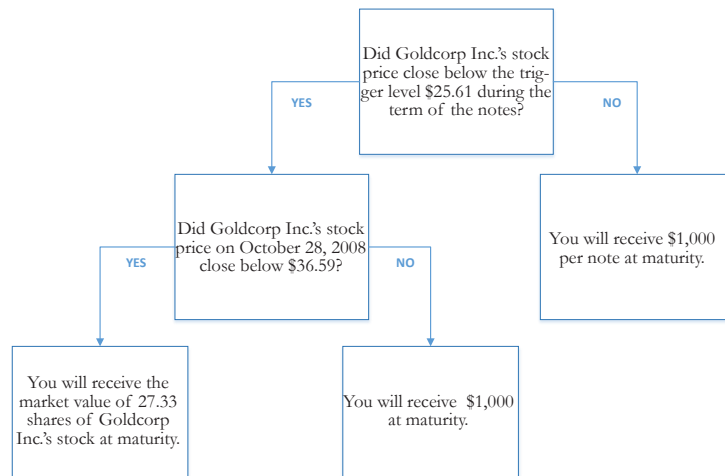 Did Goldcorp Inc.'s stock
price close below the trig-
ger level $25.61 during the
term of the notes?
YES
NO
Did Goldcorp Inc.'s stock
price on October 28, 2008
close below $36.59?
You will receive $1,000
per note at maturity.
YES
NO
You will receive the
market value of 27.33
shares of Goldcorp
Inc.'s stock at maturity.
You will receive $1,000
at maturity.